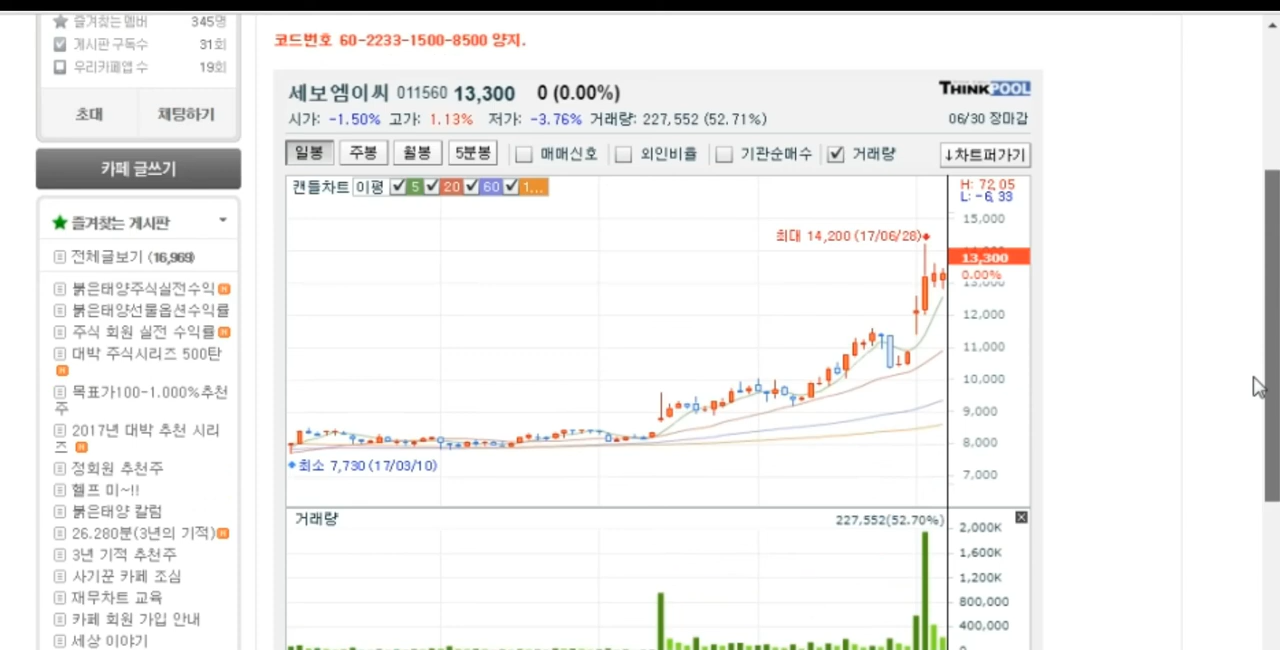 즐겨찾는 멤버 345명
게시판 구독수 31회
우리카페앱 수 19회
초대 채팅하기
카페 글쓰기
즐겨찾는 게시판
전체글보기 (16,969)
붉은태양주식실전수익
붉은태양선물옵션수익률
주식 회원 실전 수익률
대박 주식시리즈 500탄
목표가100-1.000%추천
주
2017년 대박 추천 시리
즈
정회원 추천주
헬프 미~!!
붉은태양 칼럼
26.280분(3년의 기적)
3년 기적 추천주
사기꾼 카페 조심
재무차트 교육
카페 회원 가입 안내
세상 이야기
코드번호 60-2233-1500-8500 양지.
세보엠이씨 011560 13,300 0 (0.00%)
THINKPOOL
시가: -1.50% 고가: 1.13% 저가: -3.76% 거래량: 227,552 (52.71%)
06/30 장마감
일봉 주봉 월봉 5분봉 매매신호 외인비율 기관순매수 거래량 ↓차트퍼가기
캔들차트 이평 5 20 60 1...
H: 72,05
L: -6,33
15,000
최대 14,200 (17/06/28)
13,300
0.00%
13,000
12,000
11,000
10,000
9,000
8,000
7,000
최소 7,730 (17/03/10)
거래량
227,552(52.70%)
2,000K
1,600K
1,200K
800,000
400,000